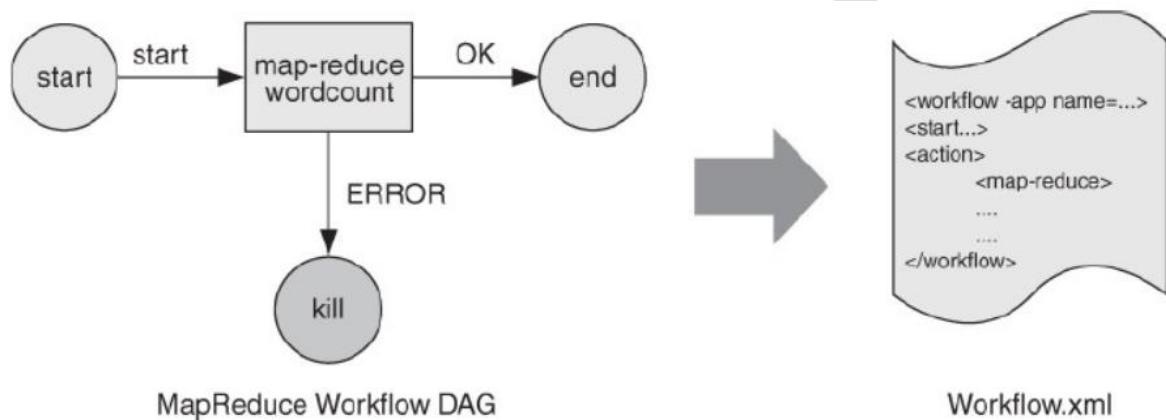 start
start
map-reduce
wordcount
OK
end
ERROR
kill
MapReduce Workflow DAG
<workflow -app name=...>
<start...>
<action>
<map-reduce>
....
....
</workflow>
Workflow.xml